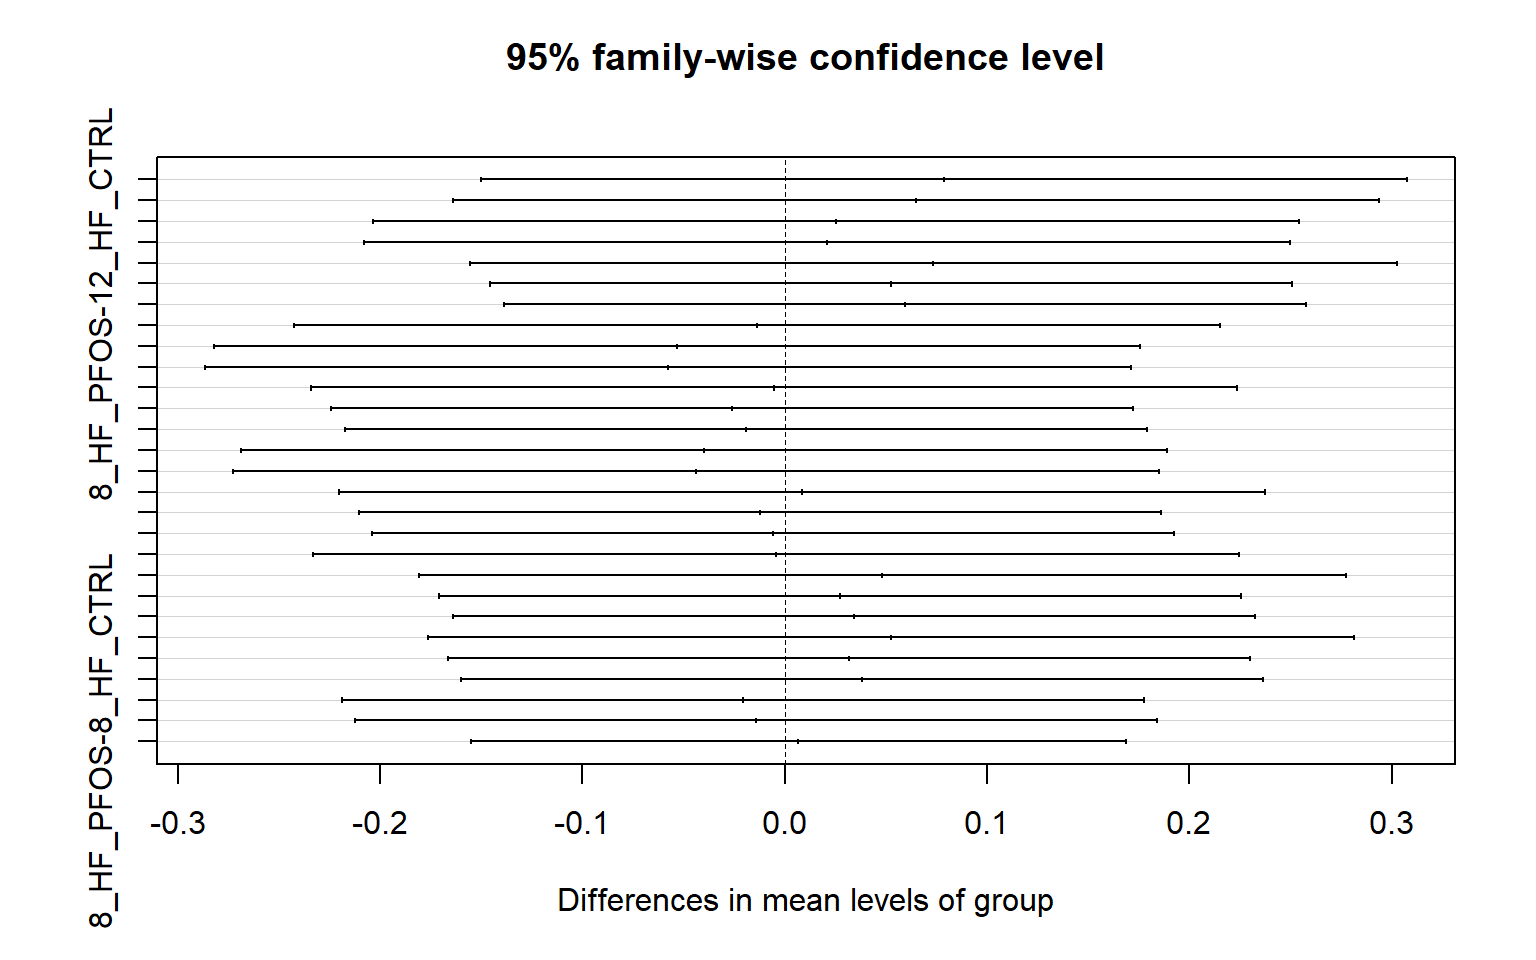 95% family-wise confidence level
8_HF_PFOS-12_HF_CTRL
8_HF_PFOS-8_HF_CTRL
-0.3 -0.2 -0.1 0.0 0.1 0.2 0.3
Differences in mean levels of group